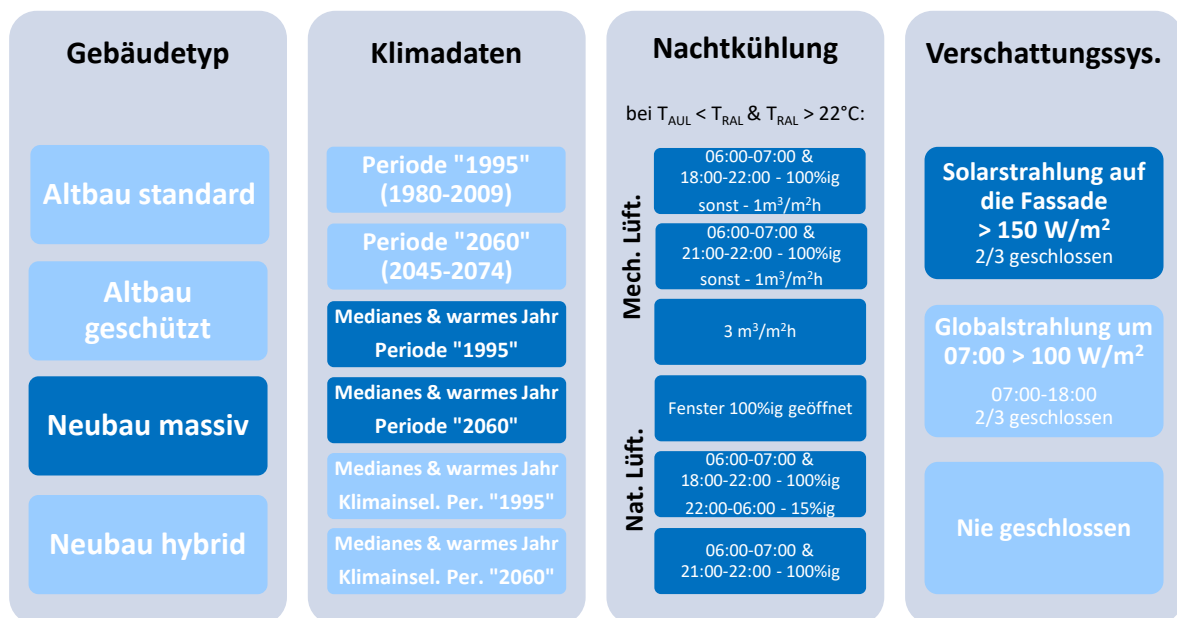 Gebäudetyp
Altbau standard
Altbau
geschützt
Neubau massiv
Neubau hybrid
Klimadaten
Periode "1995"
(1980-2009)
Periode "2060"
(2045-2074)
Medianes & warmes Jahr
Periode "1995"
Medianes & warmes Jahr
Periode "2060"
Medianes & warmes Jahr
Klimainsel. Per. "1995"
Medianes & warmes Jahr
Klimainsel. Per. "2060"
Nachtkühlung
bei T_AUL < T_RAL & T_RAL > 22°C:
Mech. Lüft.
06:00-07:00 &
18:00-22:00 - 100%ig
sonst - 1m³/m²h
06:00-07:00 &
21:00-22:00 - 100%ig
sonst - 1m³/m²h
3 m³/m²h
Nat. Lüft.
Fenster 100%ig geöffnet
06:00-07:00 &
18:00-22:00 - 100%ig
22:00-06:00 - 15%ig
06:00-07:00 &
21:00-22:00 - 100%ig
Verschattungssys.
Solarstrahlung auf
die Fassade
> 150 W/m²
2/3 geschlossen
Globalstrahlung um
07:00 > 100 W/m²
07:00-18:00
2/3 geschlossen
Nie geschlossen